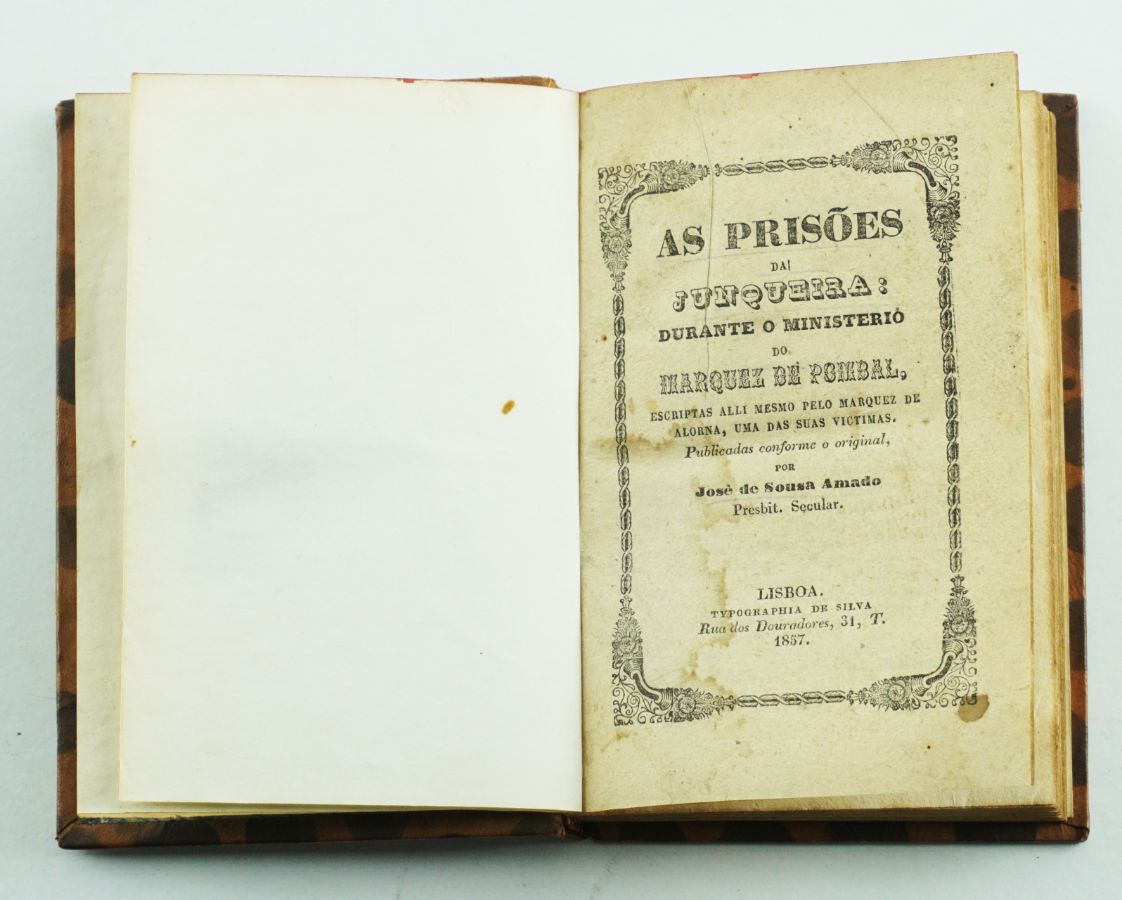 AS PRISÕES
DA
JUNQUEIRA:
DURANTE O MINISTERIO
DO
MARQUEZ DE POMBAL,
ESCRIPTAS ALLI MESMO PELO MARQUEZ DE
ALORNA, UMA DAS SUAS VICTIMAS.
Publicadas conforme o original,
POR
Josè de Sousa Amado
Presbit. Secular.
LISBOA.
TYPOGRAPHIA DE SILVA
Rua dos Douradores, 31, T.
1857.